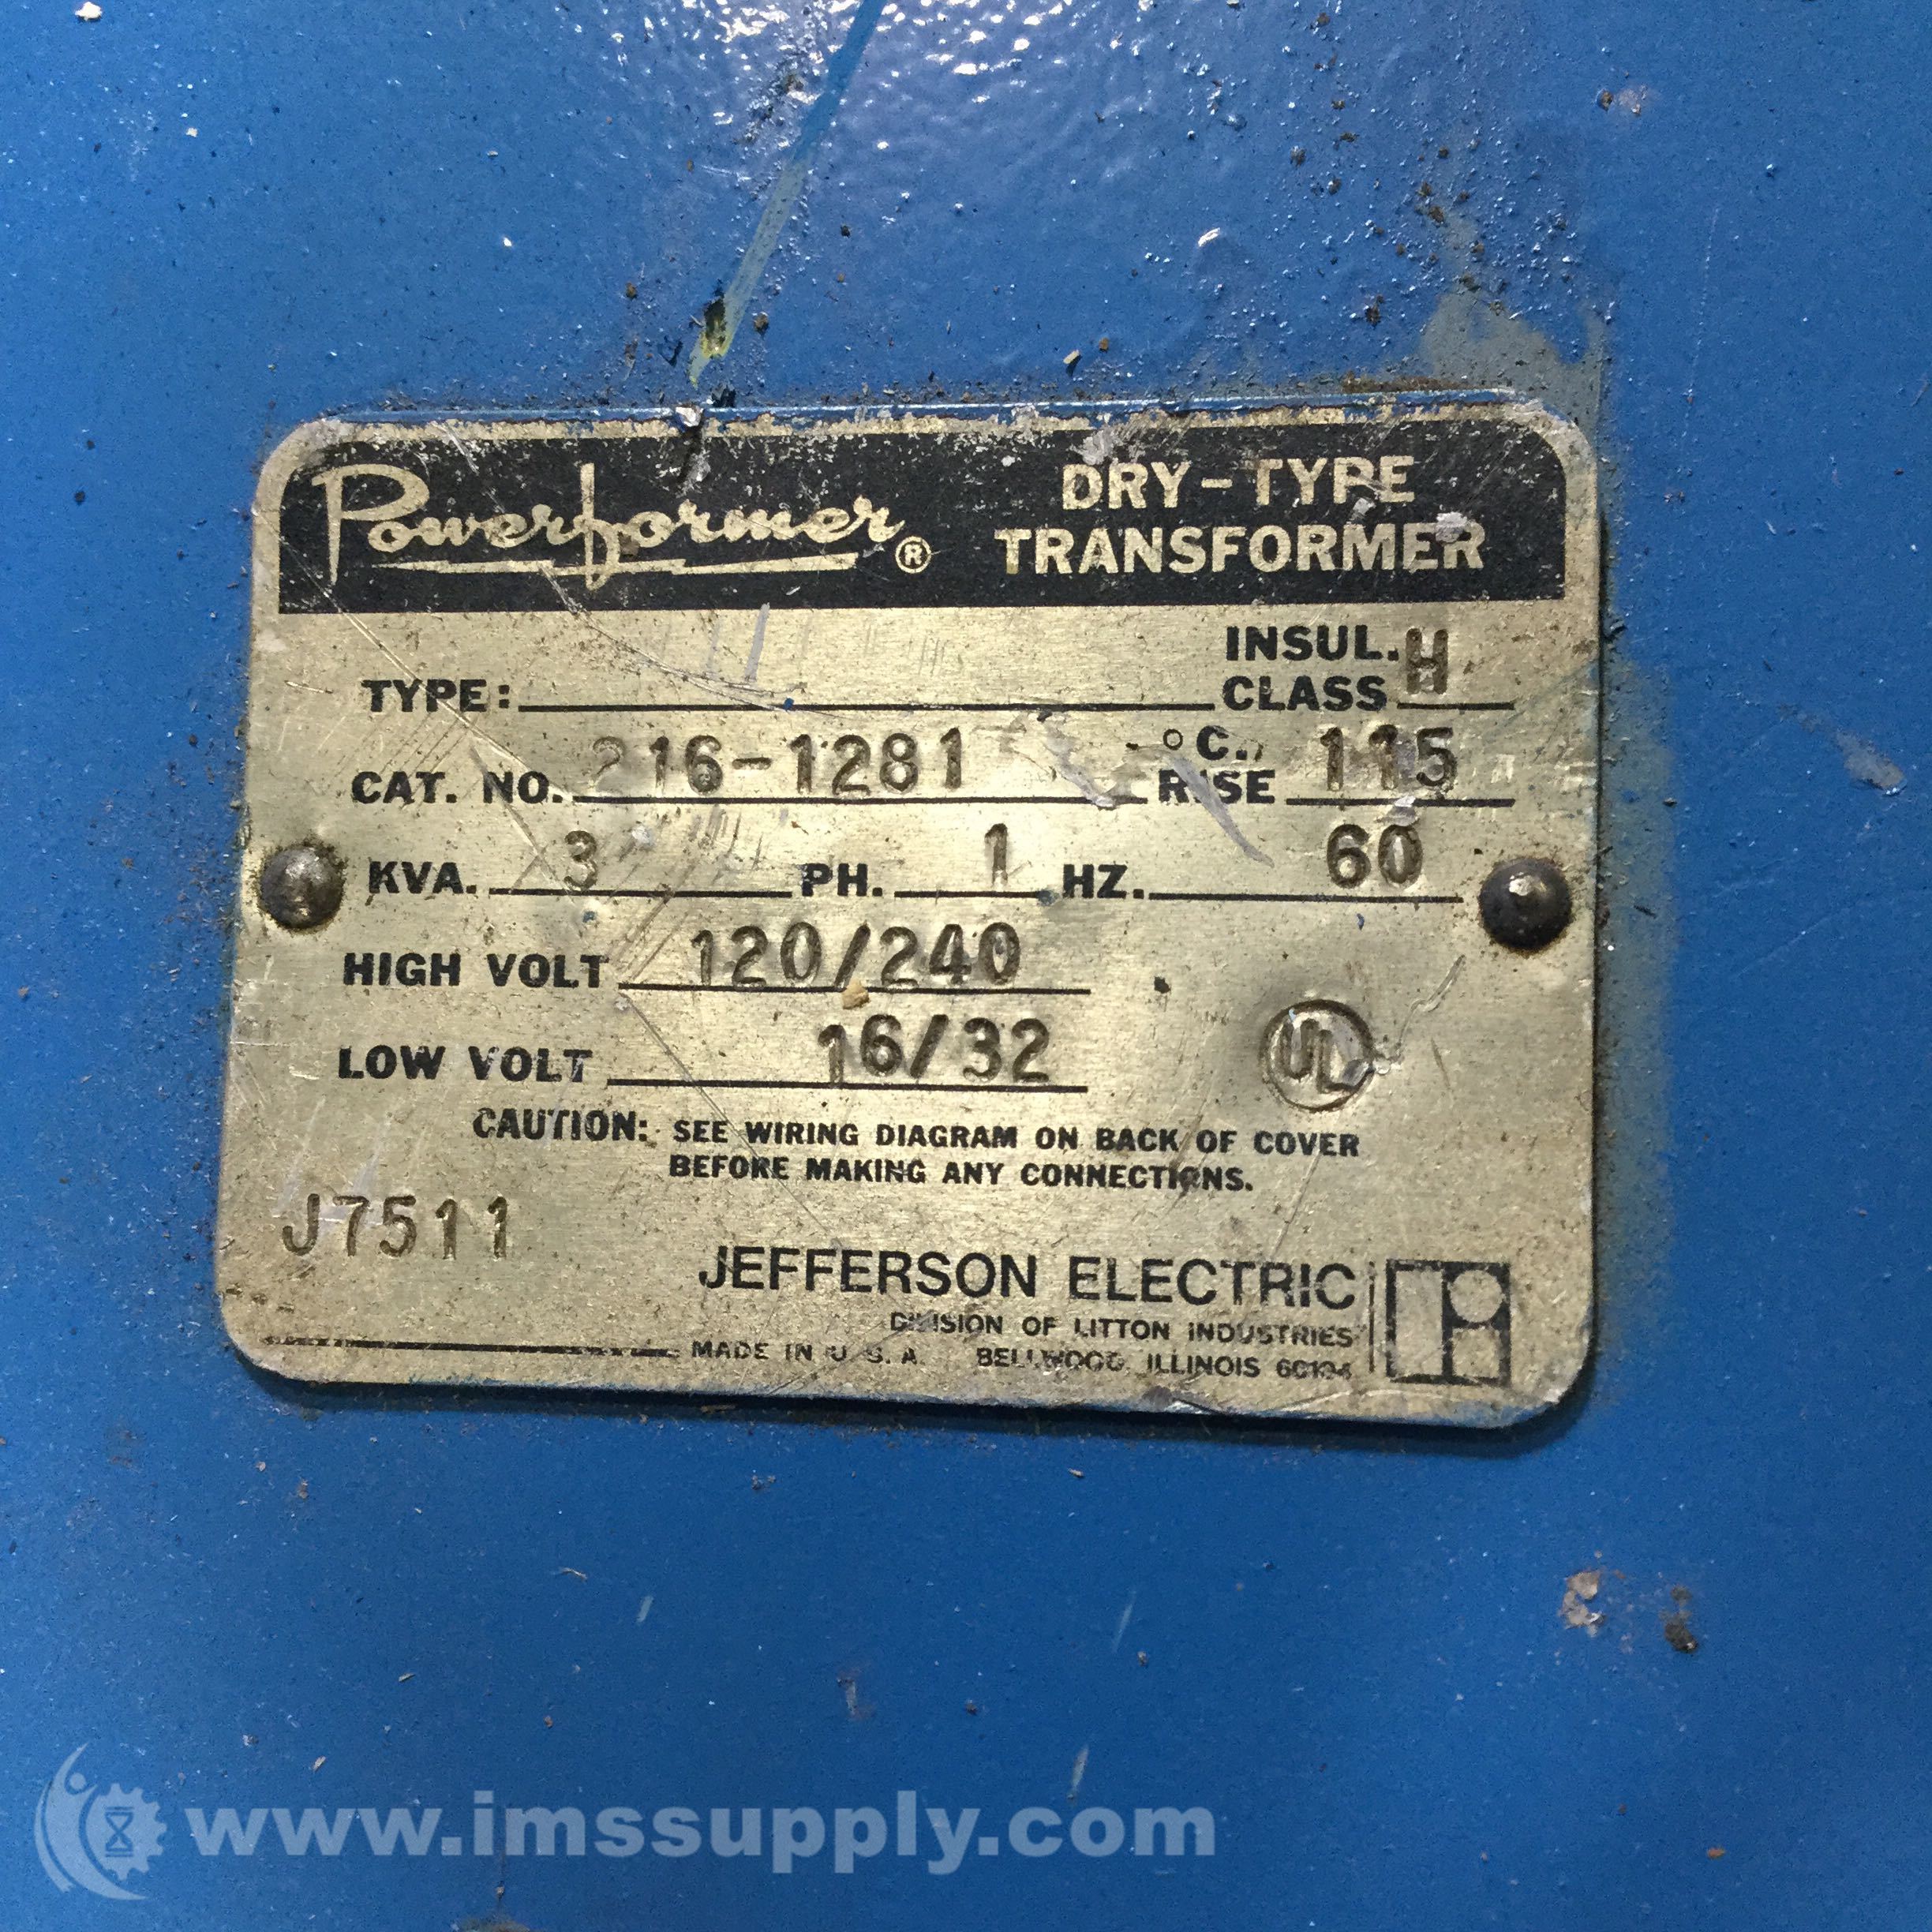 Powerformer® DRY-TYPE
TRANSFORMER
INSUL. H
TYPE: CLASS
CAT. NO. 216-1281 °C. RISE 115
KVA. 3 PH. 1 HZ. 60
HIGH VOLT 120/240
LOW VOLT 16/32
UL
CAUTION: SEE WIRING DIAGRAM ON BACK OF COVER
BEFORE MAKING ANY CONNECTIONS.
J7511
JEFFERSON ELECTRIC
DIVISION OF LITTON INDUSTRIES
MADE IN U.S.A. BELLWOOD, ILLINOIS 60104
www.imssupply.com